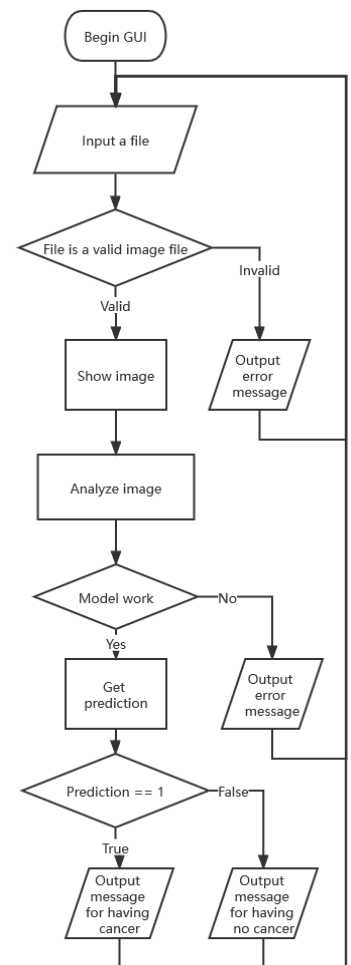 Begin GUI
Input a file
File is a valid image file
Invalid
Valid
Show image
Output
error
message
Analyze image
Model work
No
Yes
Get
prediction
Output
error
message
Prediction == 1
False
True
Output
message
for having
cancer
Output
message
for having
no cancer